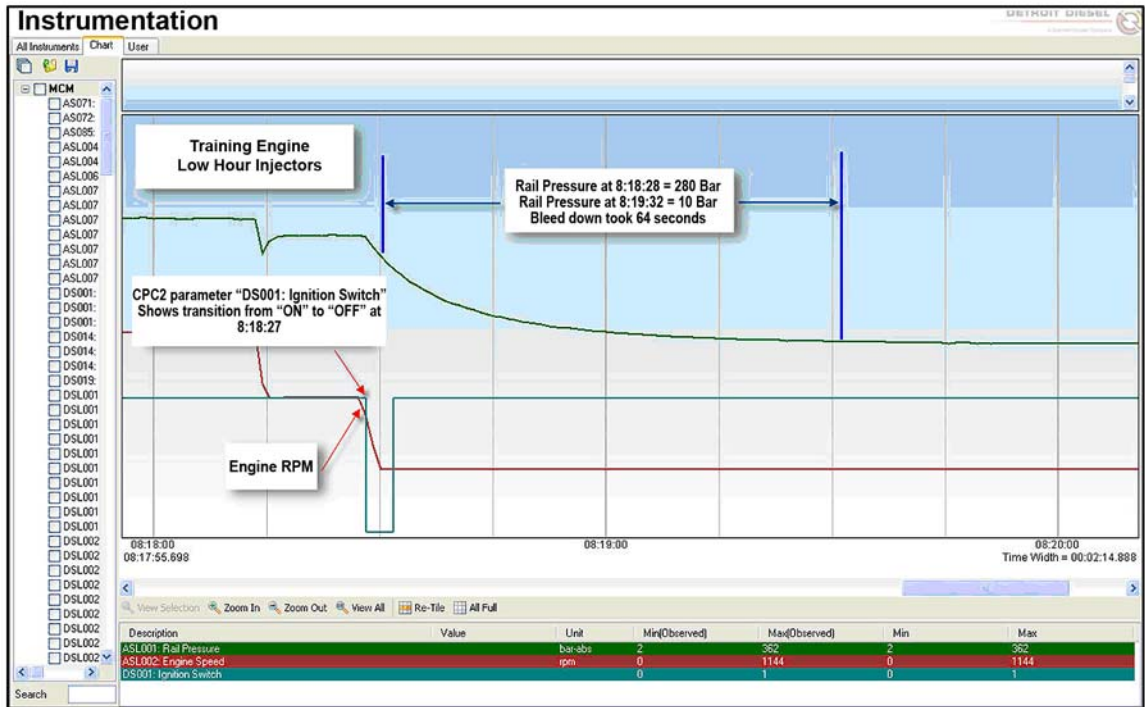 Instrumentation
DETROIT DIESEL
All Instruments Chart User
MCM
AS071:
AS072:
AS085:
ASL004
ASL004
ASL006
ASL007
ASL007
ASL007
ASL007
ASL007
ASL007
ASL007
DS001:
DS001:
DS001:
DS014:
DS014:
DS014:
DS019:
DSL001
DSL001
DSL001
DSL001
DSL001
DSL001
DSL001
DSL001
DSL001
DSL001
DSL002
DSL002
DSL002
DSL002
DSL002
DSL002
DSL002
DSL002
DSL002
Search
Training Engine
Low Hour Injectors
Rail Pressure at 8:18:28 = 280 Bar
Rail Pressure at 8:19:32 = 10 Bar
Bleed down took 64 seconds
CPC2 parameter “DS001: Ignition Switch”
Shows transition from “ON” to “OFF” at
8:18:27
Engine RPM
08:18:00 08:19:00 08:20:00
08:17:55.698 Time Width = 00:02:14.888
View Selection Zoom In Zoom Out View All Re-Tile All Full
Description Value Unit Min(Observed) Max(Observed) Min Max
ASL001: Rail Pressure bar-abs 2 362 2 362
ASL002: Engine Speed rpm 0 1144 0 1144
DS001: Ignition Switch 0 1 0 1